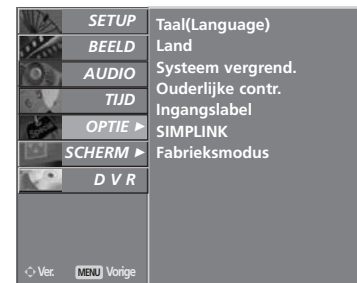 SETUP
BEELD
AUDIO
TIJD
OPTIE ►
SCHERM ►
D V R
Taal(Language)
Land
Systeem vergrend.
Ouderlijke contr.
Ingangslabel
SIMPLINK
Fabrieksmodus
Ver. MENU Vorige